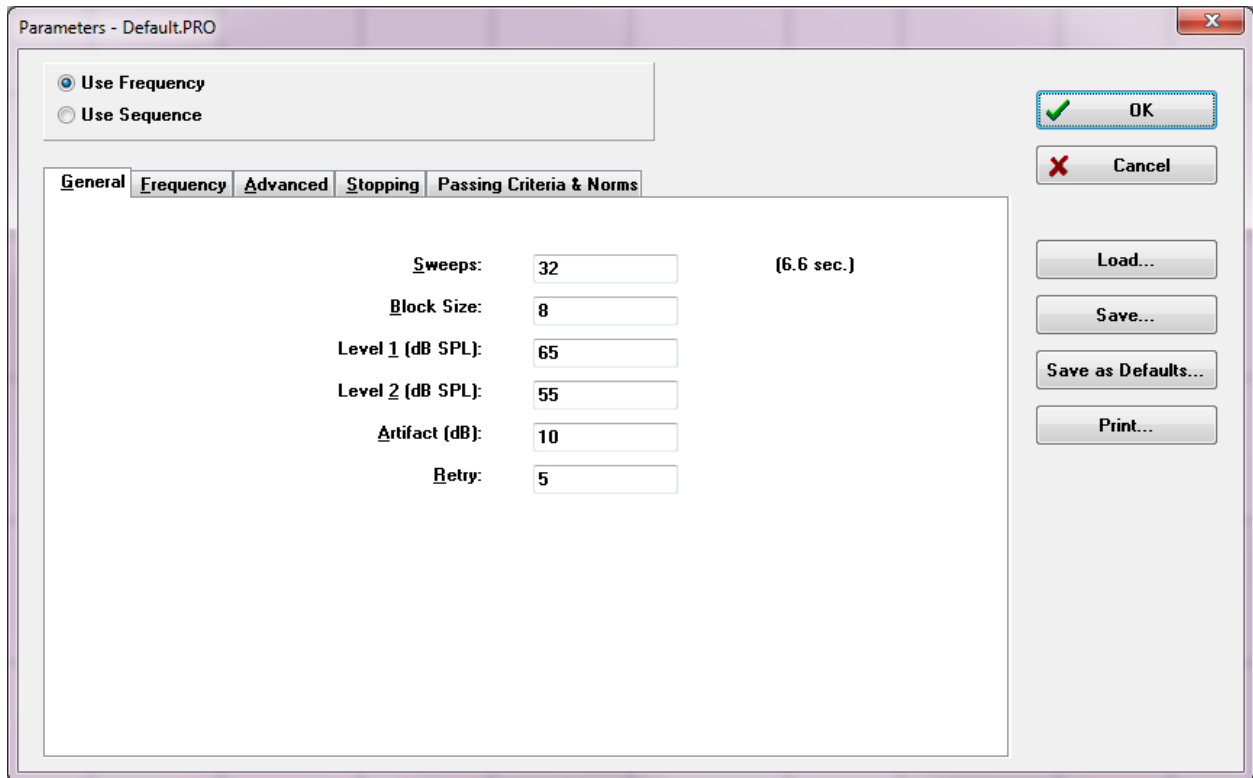 Parameters - Default.PRO
x
Use Frequency
Use Sequence
OK
Cancel
General Frequency Advanced Stopping Passing Criteria & Norms
Sweeps: 32 (6.6 sec.)
Load...
Block Size: 8
Save...
Level 1 (dB SPL): 65
Save as Defaults...
Level 2 (dB SPL): 55
Print...
Artifact (dB): 10
Retry: 5